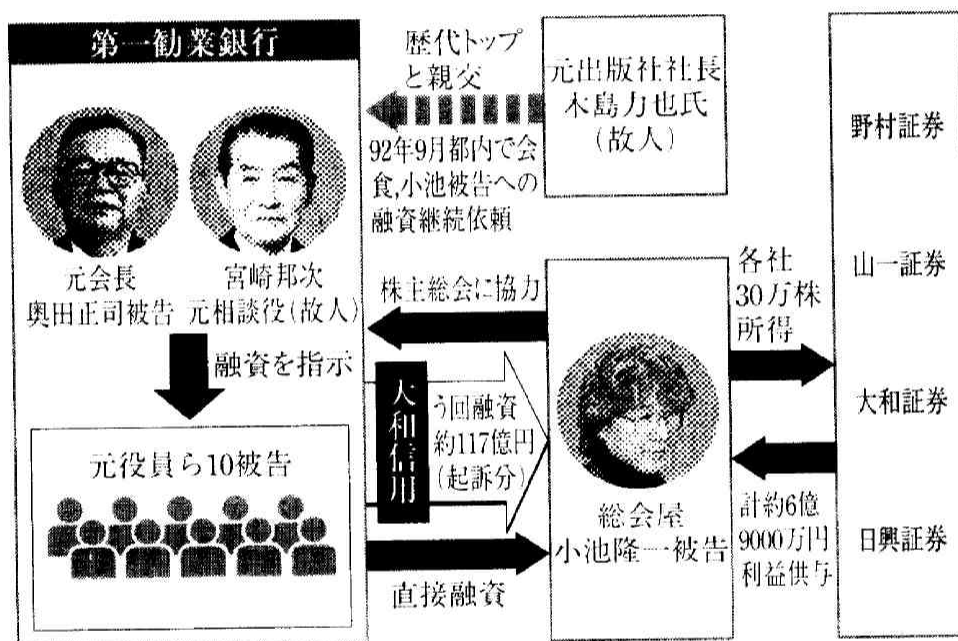 第一勧業銀行
元会長
奥田正司被告
宮崎邦次
元相談役(故人)
融資を指示
元役員ら10被告
歴代トップ
と親交
92年9月都内で会
食,小池被告への
融資継続依頼
元出版社社長
木島力也氏
(故人)
株主総会に協力
大和信用
う回融資
約117億円
(起訴分)
直接融資
総会屋
小池隆一被告
各社
30万株
所得
計約6億
9000万円
利益供与
野村証券
山一証券
大和証券
日興証券